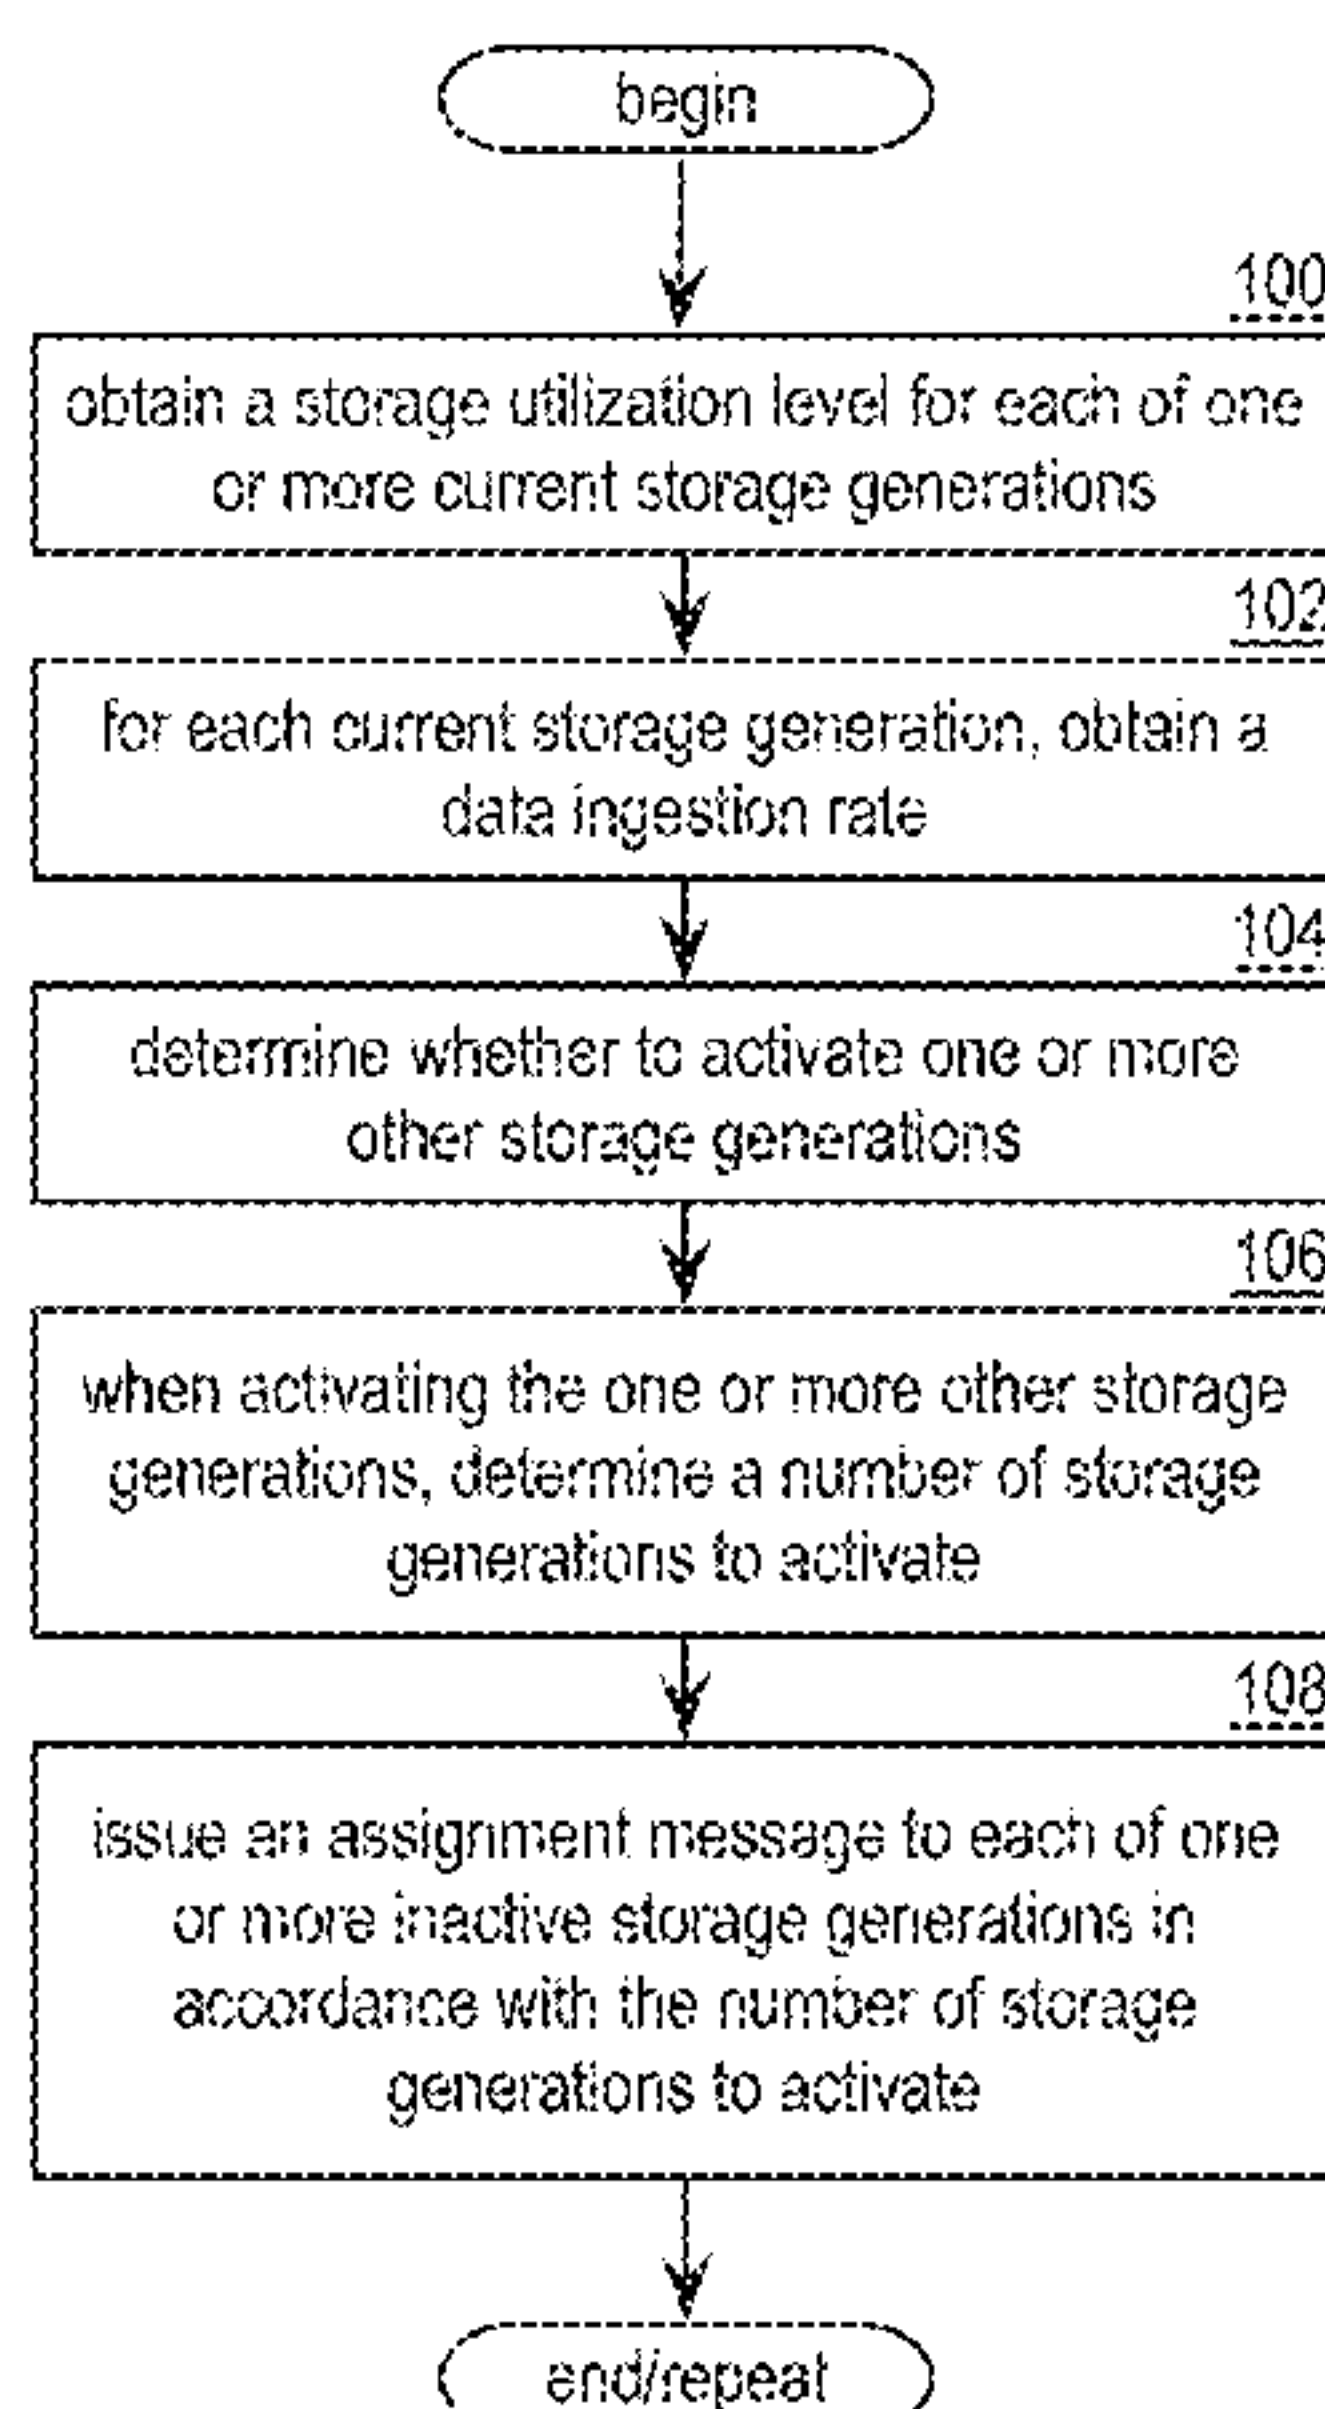 begin
100
obtain a storage utilization level for each of one
or more current storage generations
102
for each current storage generation, obtain a
data ingestion rate
104
determine whether to activate one or more
other storage generations
106
when activating the one or more other storage
generations, determine a number of storage
generations to activate
108
issue an assignment message to each of one
or more inactive storage generations in
accordance with the number of storage
generations to activate
end/repeat